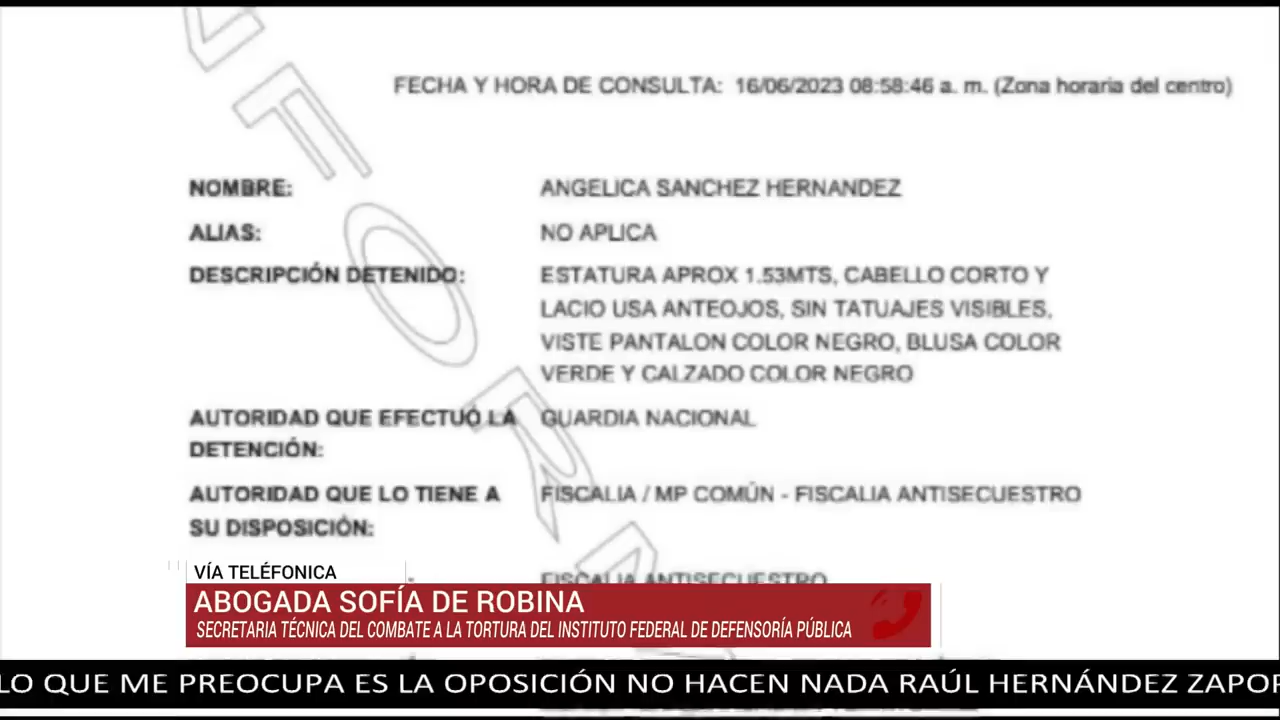 FECHA Y HORA DE CONSULTA: 16/06/2023 08:58:46 a. m. (Zona horaria del centro)
NOMBRE: ANGELICA SANCHEZ HERNANDEZ
ALIAS: NO APLICA
DESCRIPCIÓN DETENIDO: ESTATURA APROX 1.53MTS, CABELLO CORTO Y
LACIO USA ANTEOJOS, SIN TATUAJES VISIBLES,
VISTE PANTALON COLOR NEGRO, BLUSA COLOR
VERDE Y CALZADO COLOR NEGRO
AUTORIDAD QUE EFECTUÓ LA GUARDIA NACIONAL
DETENCIÓN:
AUTORIDAD QUE LO TIENE A FISCALIA / MP COMÚN - FISCALIA ANTISECUESTRO
SU DISPOSICIÓN:
FISCALIA ANTISECUESTRO
VÍA TELÉFONICA
ABOGADA SOFÍA DE ROBINA
SECRETARIA TÉCNICA DEL COMBATE A LA TORTURA DEL INSTITUTO FEDERAL DE DEFENSORÍA PÚBLICA
LO QUE ME PREOCUPA ES LA OPOSICIÓN NO HACEN NADA RAÚL HERNÁNDEZ ZAPOR